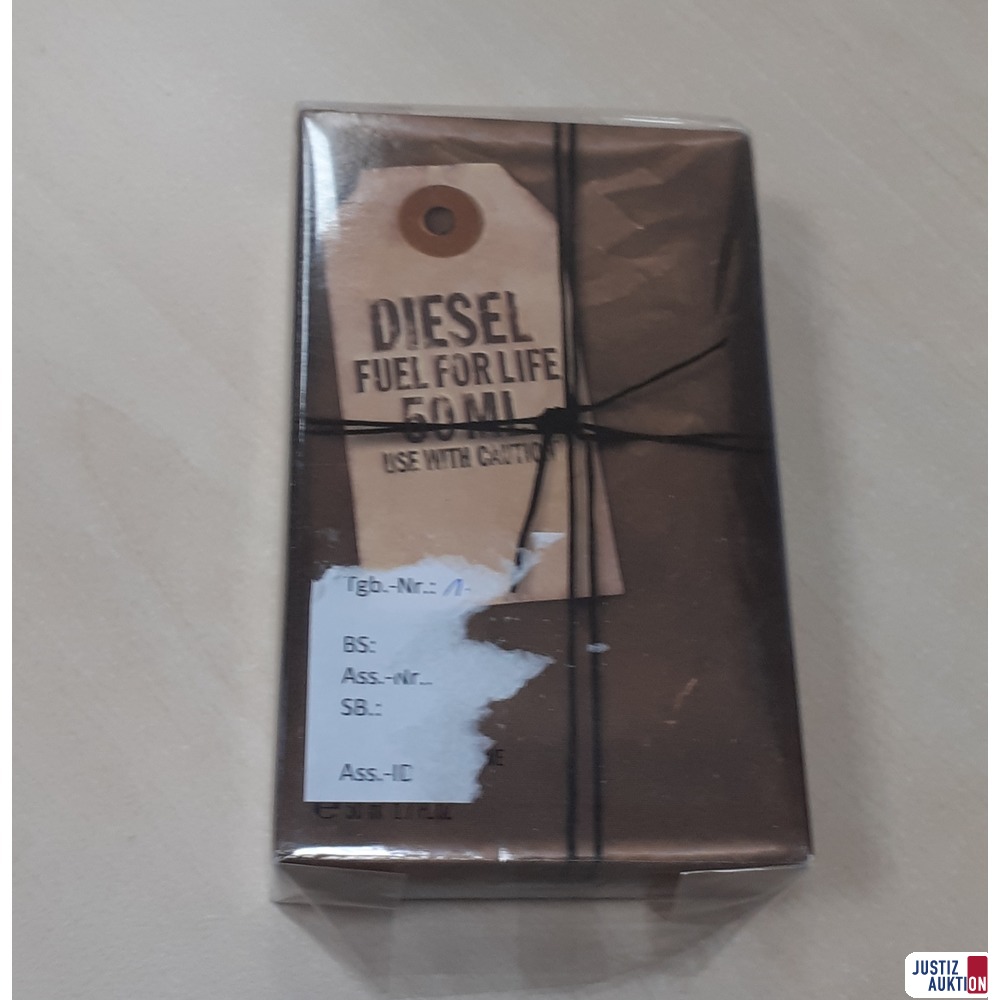 DIESEL
FUEL FOR LIFE
50 ML
USE WITH CAUTION
Tgb.-Nr.: 1-
BS:
Ass.-Nr..
SB.:
Ass.-ID
JUSTIZ
AUKTION